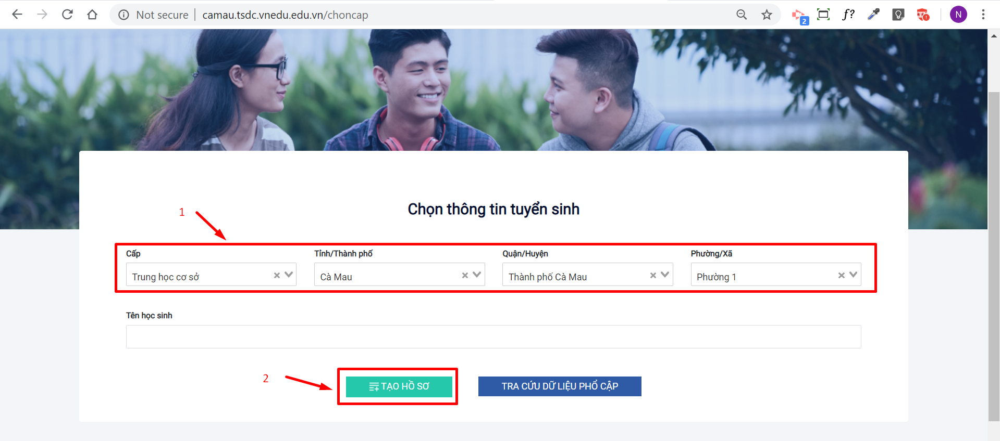 Not secure camau.tsdc.vnedu.edu.vn/choncap
f?
2
N
Chọn thông tin tuyển sinh
1
Cấp Tỉnh/Thành phố Quận/Huyện Phường/Xã
Trung học cơ sở Cà Mau Thành phố Cà Mau Phường 1
Tên học sinh
2
TẠO HỒ SƠ TRA CỨU DỮ LIỆU PHỔ CẬP